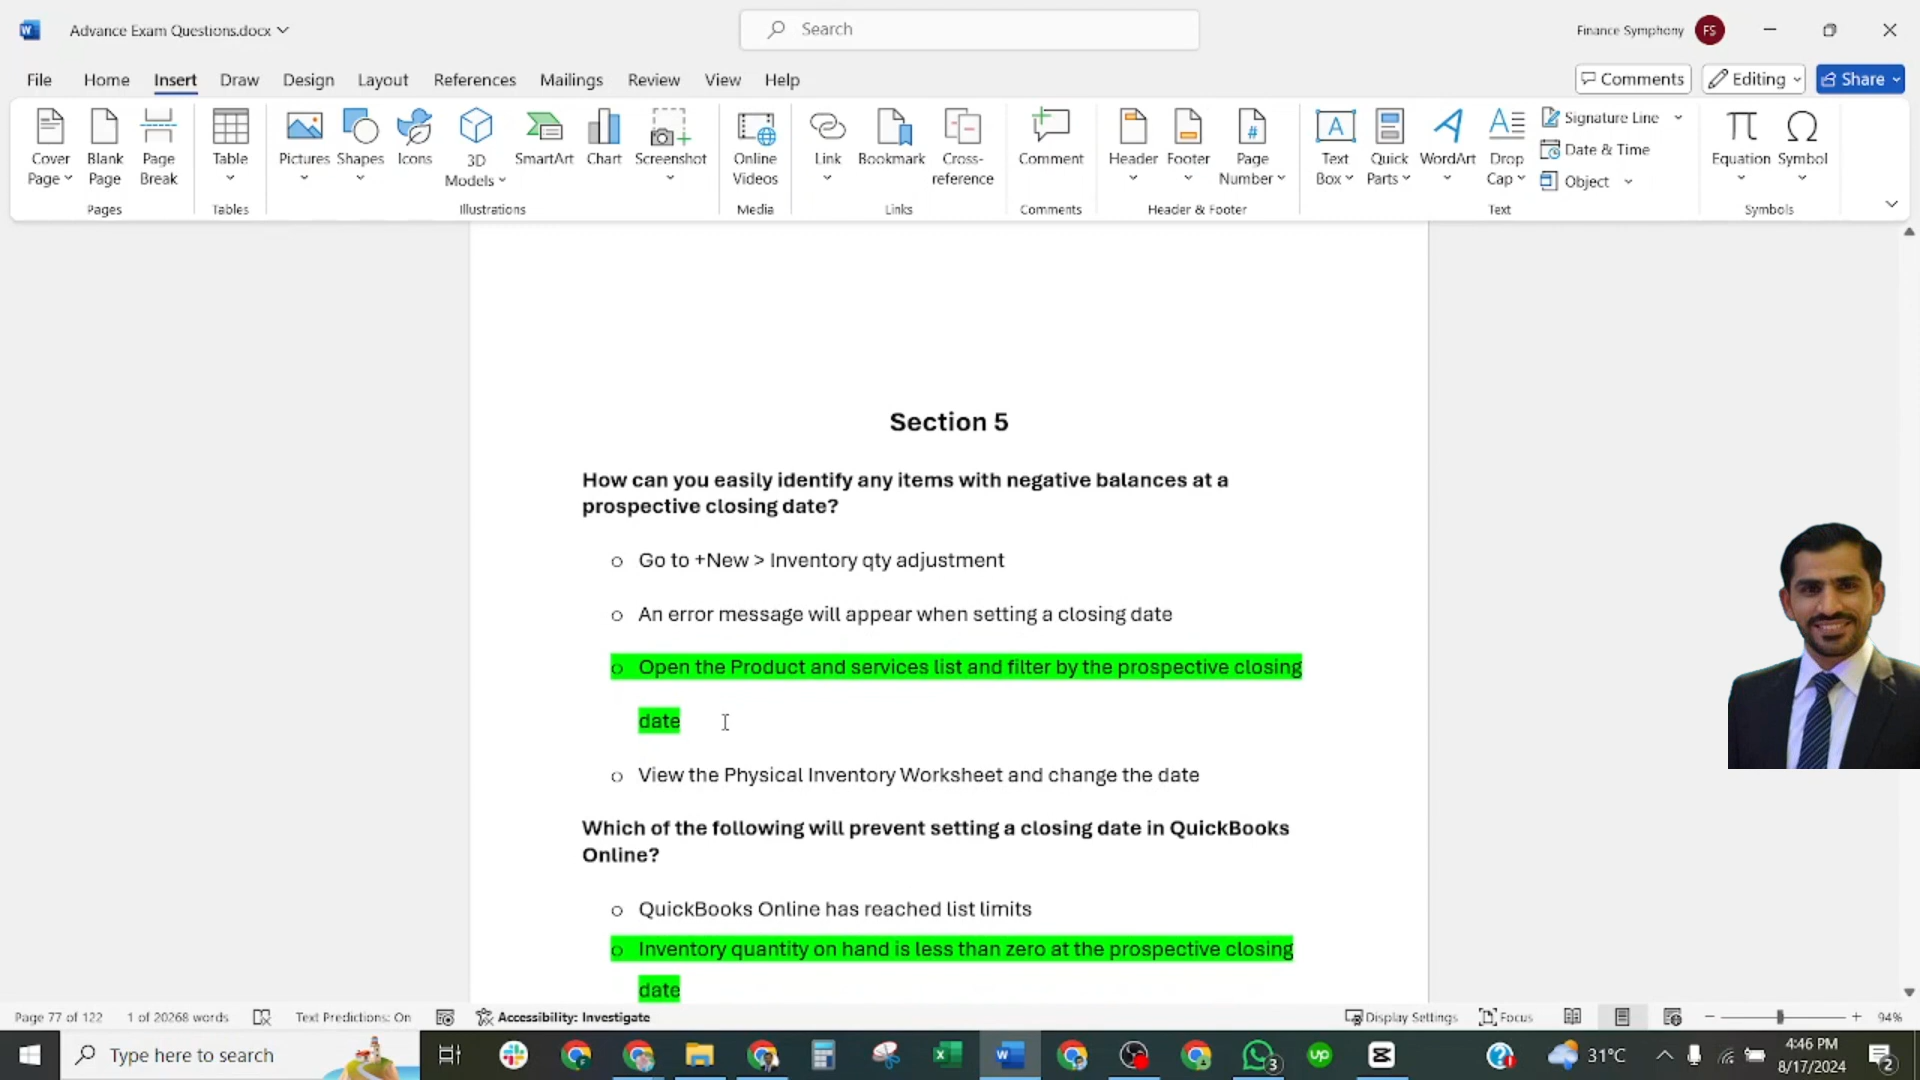 Advance Exam Questions.docx
Search
Finance Symphony FS
File Home Insert Draw Design Layout References Mailings Review View Help
Comments Editing Share
Cover Page
Blank Page
Page Break
Table
Pictures
Shapes
Icons
3D Models
SmartArt
Chart
Screenshot
Online Videos
Link
Bookmark
Cross-reference
Comment
Header
Footer
Page Number
Text Box
Quick Parts
WordArt
Drop Cap
Signature Line
Date & Time
Object
Equation
Symbol
Pages Tables Illustrations Media Links Comments Header & Footer Text Symbols
Section 5
How can you easily identify any items with negative balances at a
prospective closing date?
o Go to +New > Inventory qty adjustment
o An error message will appear when setting a closing date
o Open the Product and services list and filter by the prospective closing
date
o View the Physical Inventory Worksheet and change the date
Which of the following will prevent setting a closing date in QuickBooks
Online?
o QuickBooks Online has reached list limits
o Inventory quantity on hand is less than zero at the prospective closing
date
Page 77 of 122 1 of 20268 words Text Predictions: On Accessibility: Investigate Display Settings Focus 94%
Type here to search
31°C
4:46 PM
8/17/2024